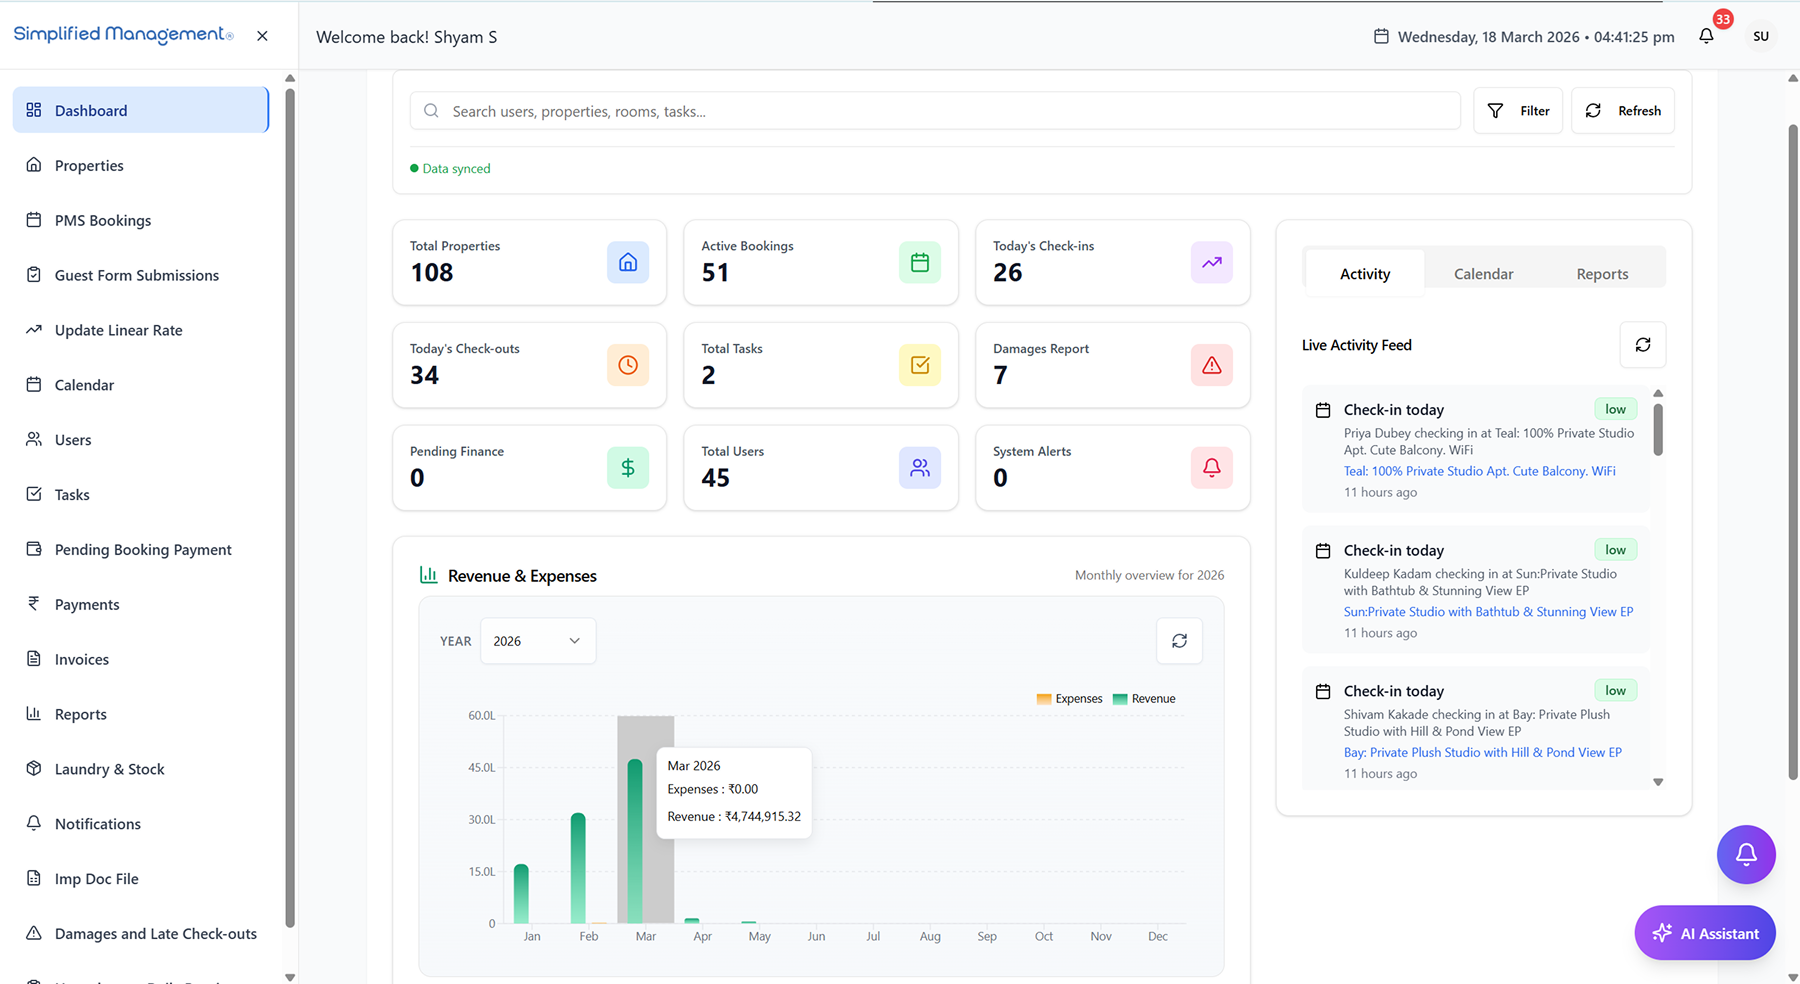 Simplified Management®
Welcome back! Shyam S
Wednesday, 18 March 2026 • 04:41:25 pm
33
SU
Dashboard
Properties
PMS Bookings
Guest Form Submissions
Update Linear Rate
Calendar
Users
Tasks
Pending Booking Payment
Payments
Invoices
Reports
Laundry & Stock
Notifications
Imp Doc File
Damages and Late Check-outs
Search users, properties, rooms, tasks...
Filter
Refresh
Data synced
Total Properties
108
Active Bookings
51
Today's Check-ins
26
Today's Check-outs
34
Total Tasks
2
Damages Report
7
Pending Finance
0
Total Users
45
System Alerts
0
Revenue & Expenses
Monthly overview for 2026
YEAR
2026
Expenses
Revenue
60.0L
45.0L
30.0L
15.0L
0
Mar 2026
Expenses : ₹0.00
Revenue : ₹4,744,915.32
Jan
Feb
Mar
Apr
May
Jun
Jul
Aug
Sep
Oct
Nov
Dec
Activity
Calendar
Reports
Live Activity Feed
Check-in today
low
Priya Dubey checking in at Teal: 100% Private Studio
Apt. Cute Balcony. WiFi
Teal: 100% Private Studio Apt. Cute Balcony. WiFi
11 hours ago
Check-in today
low
Kuldeep Kadam checking in at Sun:Private Studio
with Bathtub & Stunning View EP
Sun:Private Studio with Bathtub & Stunning View EP
11 hours ago
Check-in today
low
Shivam Kakade checking in at Bay: Private Plush
Studio with Hill & Pond View EP
Bay: Private Plush Studio with Hill & Pond View EP
11 hours ago
AI Assistant